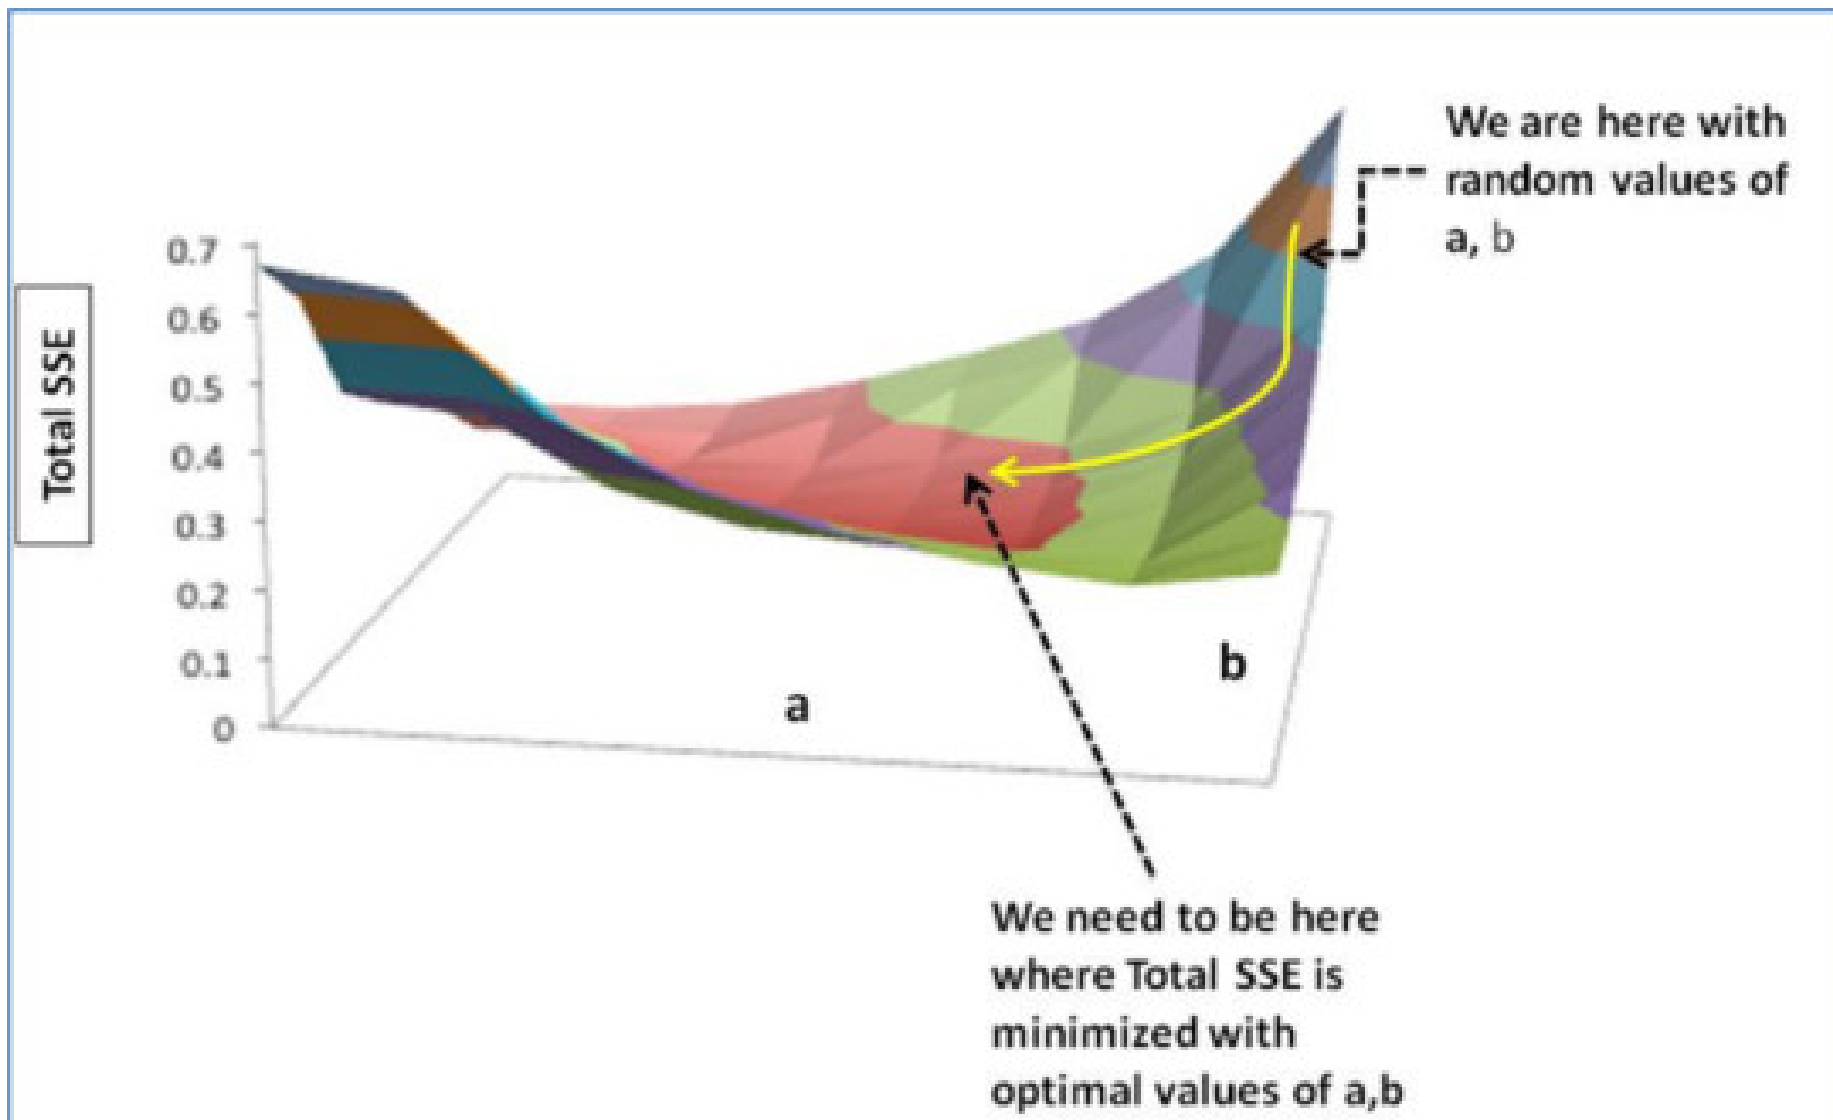 We are here with
random values of
a, b
0.7
0.6
0.5
0.4
0.3
0.2
0.1
0
Total SSE
a
b
We need to be here
where Total SSE is
minimized with
optimal values of a,b